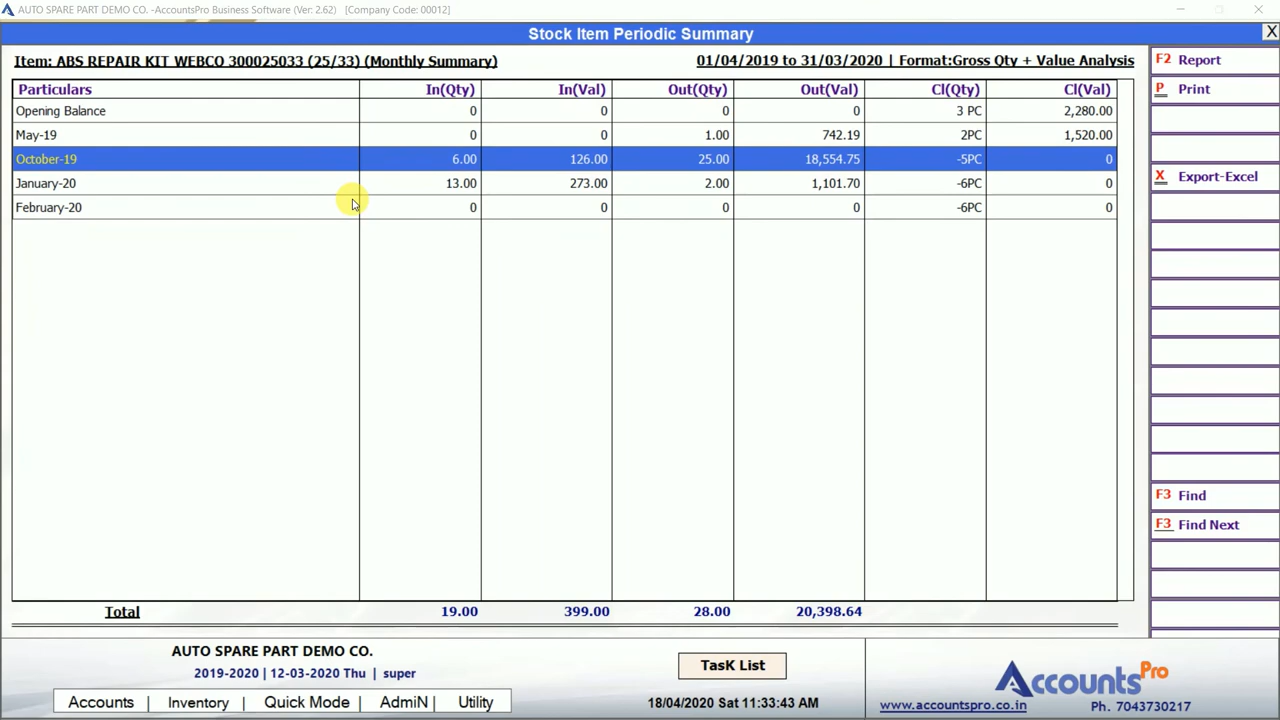 AUTO SPARE PART DEMO CO. -AccountsPro Business Software (Ver: 2.62) [Company Code: 00012]
Stock Item Periodic Summary X
Item: ABS REPAIR KIT WEBCO 300025033 (25/33) (Monthly Summary) 01/04/2019 to 31/03/2020 | Format:Gross Qty + Value Analysis
Particulars In(Qty) In(Val) Out(Qty) Out(Val) Cl(Qty) Cl(Val)
Opening Balance 0 0 0 0 3 PC 2,280.00
May-19 0 0 1.00 742.19 2PC 1,520.00
October-19 6.00 126.00 25.00 18,554.75 -5PC 0
January-20 13.00 273.00 2.00 1,101.70 -6PC 0
February-20 0 0 0 0 -6PC 0
Total 19.00 399.00 28.00 20,398.64
F2 Report
P Print
X Export-Excel
F3 Find
F3 Find Next
AUTO SPARE PART DEMO CO.
2019-2020 | 12-03-2020 Thu | super
Accounts | Inventory | Quick Mode | AdmiN | Utility
TasK List
18/04/2020 Sat 11:33:43 AM
AccountsPro
www.accountspro.co.in Ph. 7043730217